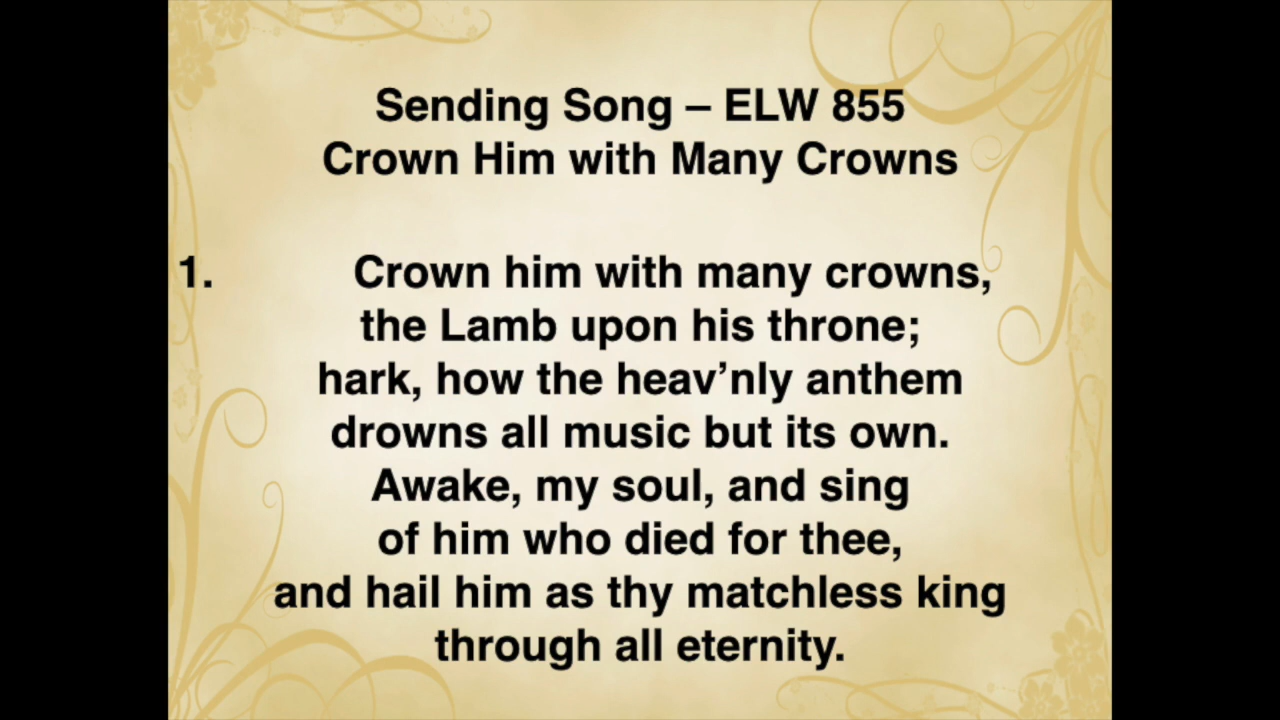 Sending Song – ELW 855
Crown Him with Many Crowns
1. Crown him with many crowns,
the Lamb upon his throne;
hark, how the heav’nly anthem
drowns all music but its own.
Awake, my soul, and sing
of him who died for thee,
and hail him as thy matchless king
through all eternity.